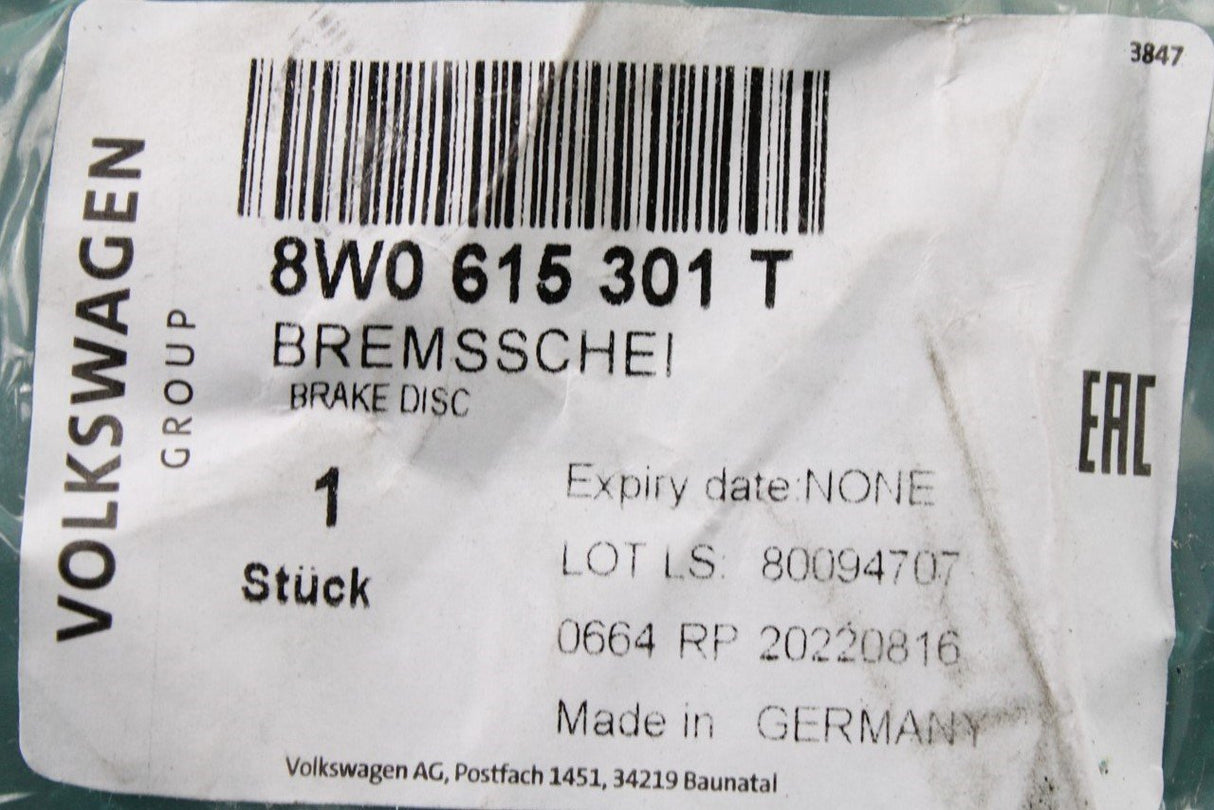 3847
VOLKSWAGEN
GROUP
8W0 615 301 T
BREMSSCHEI
BRAKE DISC
1
Stück
Expiry date:NONE
LOT LS: 80094707
0664 RP 20220816
Made in GERMANY
EAC
Volkswagen AG, Postfach 1451, 34219 Baunatal